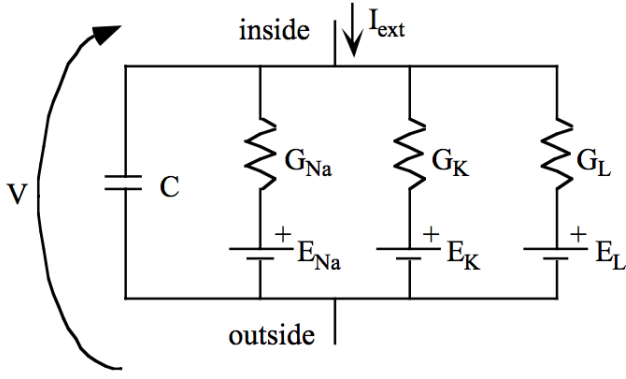 inside
I_ext
G_Na
G_K
G_L
V
C
+
+
+
E_Na
E_K
E_L
outside